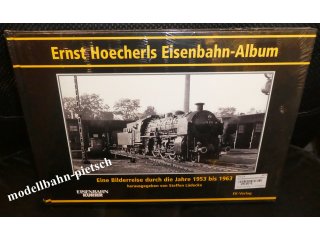 Ernst Hoecherls Eisenbahn-Album
modellbahn-pietsch
Eine Bilderreise durch die Jahre 1953 bis 1963
herausgegeben von Steffen Lüdecke
EISENBAHN
KURIER
EK-Verlag